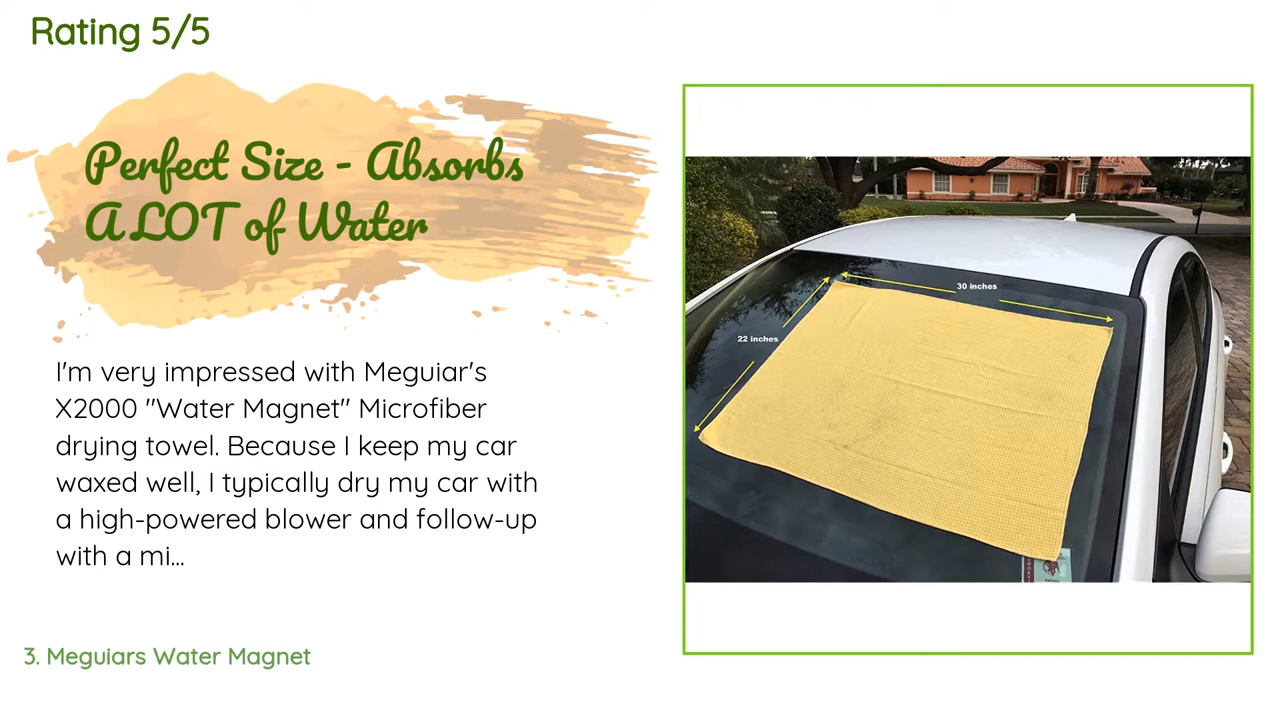 Rating 5/5
Perfect Size - Absorbs
A LOT of Water
I'm very impressed with Meguiar's
X2000 "Water Magnet" Microfiber
drying towel. Because I keep my car
waxed well, I typically dry my car with
a high-powered blower and follow-up
with a mi...
30 inches
22 inches
3. Meguiars Water Magnet